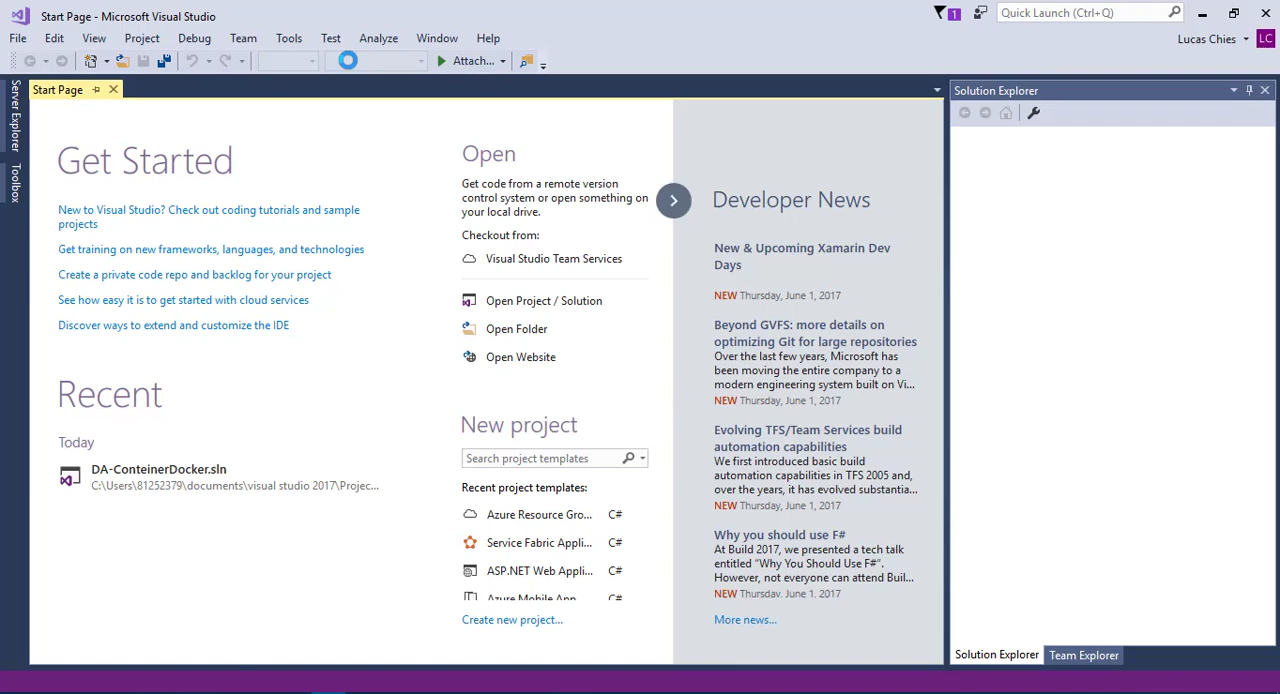 Start Page - Microsoft Visual Studio
1
Quick Launch (Ctrl+Q)
File Edit View Project Debug Team Tools Test Analyze Window Help
Lucas Chies
LC
Attach...
Server Explorer
Toolbox
Start Page
Get Started
New to Visual Studio? Check out coding tutorials and sample
projects
Get training on new frameworks, languages, and technologies
Create a private code repo and backlog for your project
See how easy it is to get started with cloud services
Discover ways to extend and customize the IDE
Recent
Today
DA-ConteinerDocker.sln
C:\Users\81252379\documents\visual studio 2017\Projec...
Open
Get code from a remote version
control system or open something on
your local drive.
Checkout from:
Visual Studio Team Services
Open Project / Solution
Open Folder
Open Website
New project
Search project templates
Recent project templates:
Azure Resource Gro... C#
Service Fabric Appli... C#
ASP.NET Web Appli... C#
Azure Mobile App C#
Create new project...
Developer News
New & Upcoming Xamarin Dev
Days
NEW Thursday, June 1, 2017
Beyond GVFS: more details on
optimizing Git for large repositories
Over the last few years, Microsoft has
been moving the entire company to a
modern engineering system built on Vi...
NEW Thursday, June 1, 2017
Evolving TFS/Team Services build
automation capabilities
We first introduced basic build
automation capabilities in TFS 2005 and,
over the years, it has evolved substantia...
NEW Thursday, June 1, 2017
Why you should use F#
At Build 2017, we presented a tech talk
entitled "Why You Should Use F#".
However, not everyone can attend Buil...
NEW Thursday, June 1, 2017
More news...
Solution Explorer
Solution Explorer Team Explorer